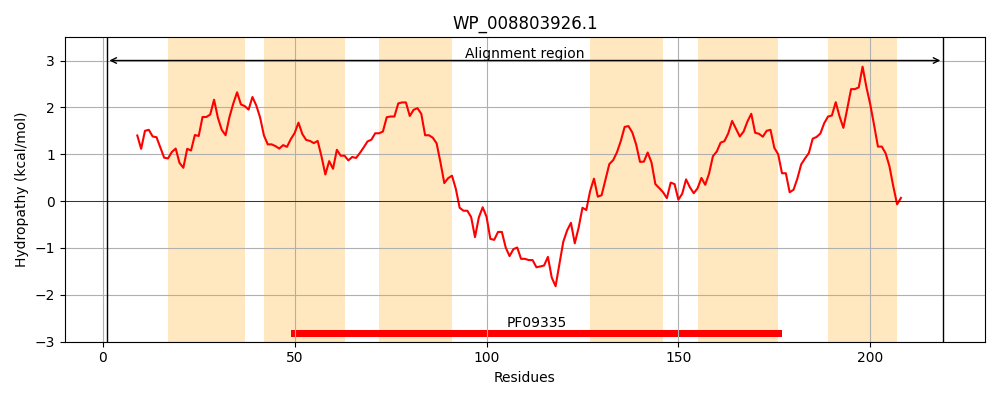 WP_008803926.1
Alignment region
Hydropathy (kcal/mol)
3
2
1
0
−1
−2
−3
PF09335
0
50
100
150
200
Residues